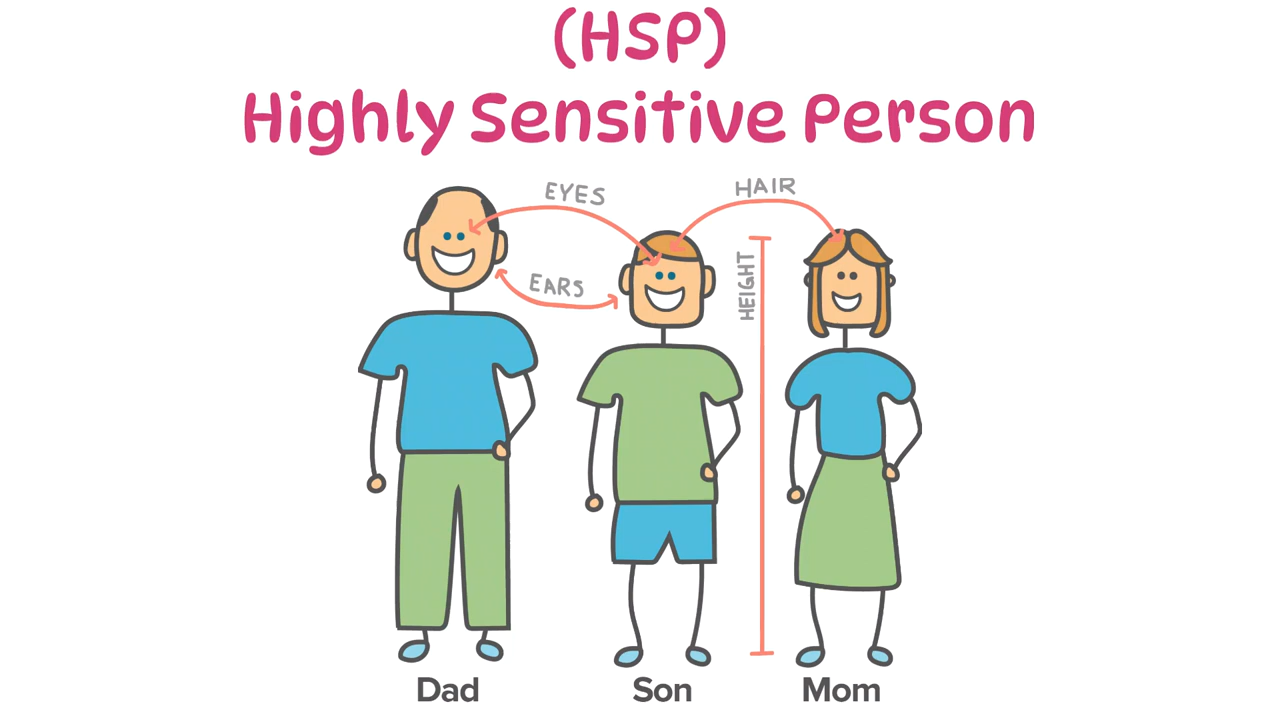 (HSP)
Highly Sensitive Person
EYES
HAIR
EARS
HEIGHT
Dad
Son
Mom